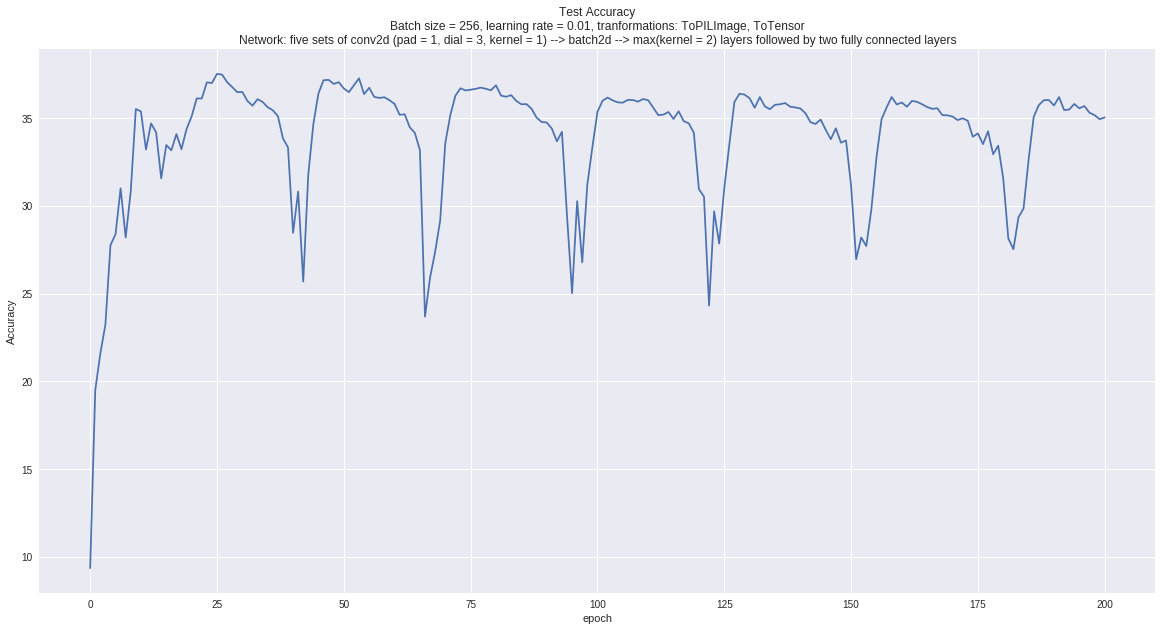 Test Accuracy
Batch size = 256, learning rate = 0.01, tranformations: ToPILImage, ToTensor
Network: five sets of conv2d (pad = 1, dial = 3, kernel = 1) --> batch2d --> max(kernel = 2) layers followed by two fully connected layers
35
30
25
20
15
10
Accuracy
0 25 50 75 100 125 150 175 200
epoch